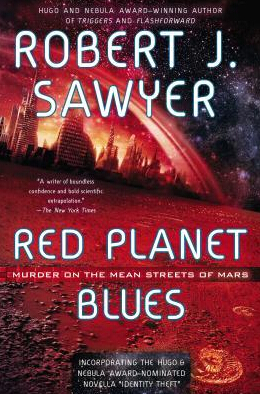 HUGO AND NEBULA AWARD-WINNING AUTHOR
OF TRIGGERS AND FLASHFORWARD
ROBERT J.
SAWYER
"A writer of boundless
confidence and bold scientific
extrapolation."
—The New York Times
RED PLANET
MURDER ON THE MEAN STREETS OF MARS
BLUES
INCORPORATING THE HUGO &
NEBULA AWARD-NOMINATED
NOVELLA "IDENTITY THEFT"